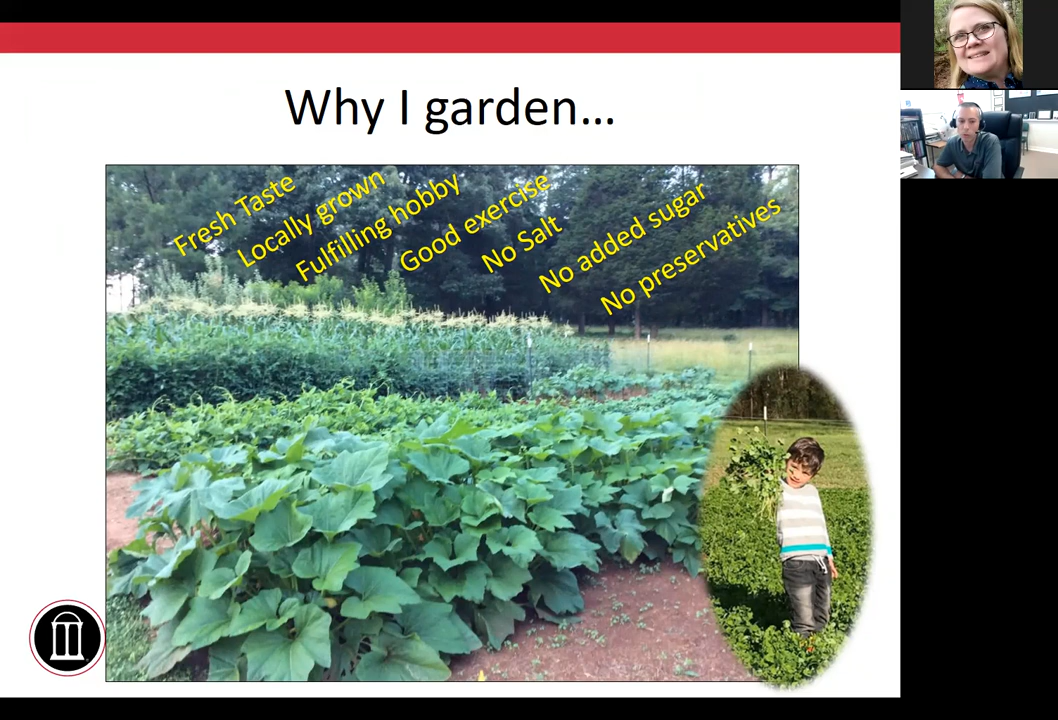 Why I garden...
Fresh Taste
Locally grown
Fulfilling hobby
Good exercise
No Salt
No added sugar
No preservatives